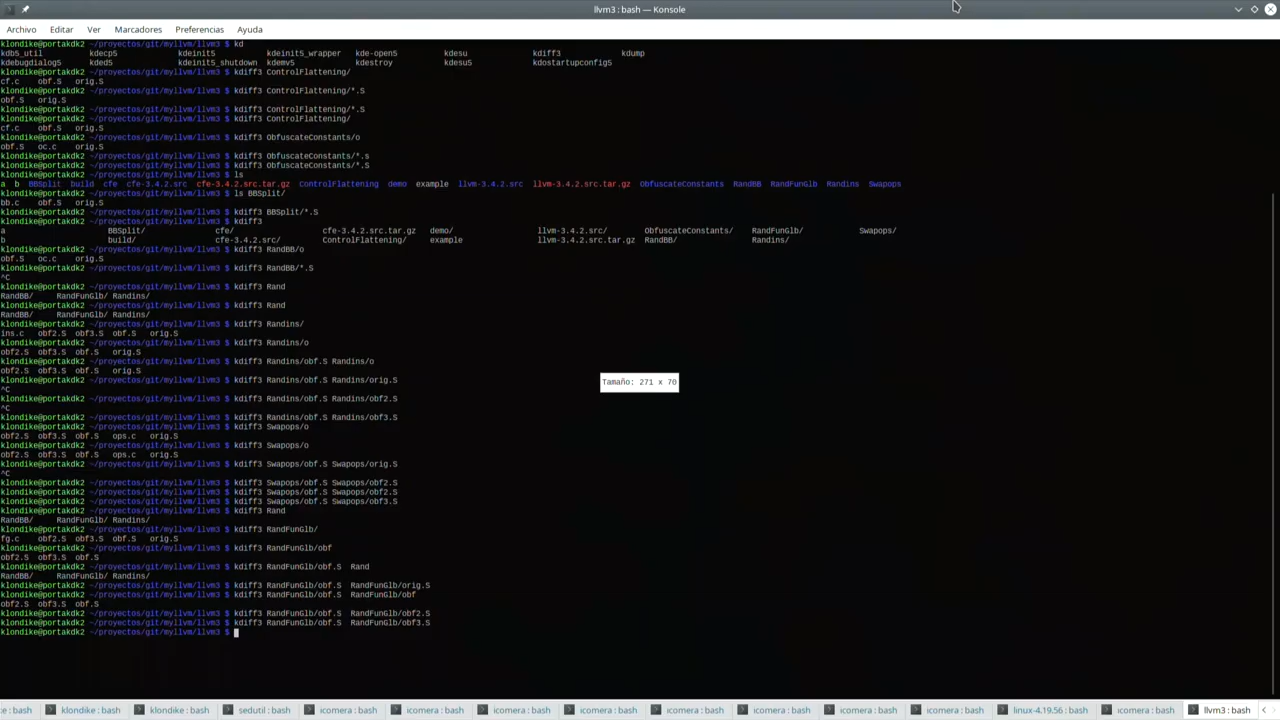 llvm3 : bash — Konsole
Archivo Editar Ver Marcadores Preferencias Ayuda
klondike@portakdk2 ~/proyectos/git/myllvm/llvm3 $ kd
kdb5_util kdecp5 kdeinit5 kdeinit5_wrapper kde-open5 kdesu kdiff3 kdump
kdebugdialog5 kded5 kdeinit5_shutdown kdemv5 kdestroy kdesu5 kdostartupconfig5
klondike@portakdk2 ~/proyectos/git/myllvm/llvm3 $ kdiff3 ControlFlattening/
cf.c obf.S orig.S
klondike@portakdk2 ~/proyectos/git/myllvm/llvm3 $ kdiff3 ControlFlattening/*.S
obf.S orig.S
klondike@portakdk2 ~/proyectos/git/myllvm/llvm3 $ kdiff3 ControlFlattening/*.S
klondike@portakdk2 ~/proyectos/git/myllvm/llvm3 $ kdiff3 ControlFlattening/
cf.c obf.S orig.S
klondike@portakdk2 ~/proyectos/git/myllvm/llvm3 $ kdiff3 ObfuscateConstants/o
obf.S oc.c orig.S
klondike@portakdk2 ~/proyectos/git/myllvm/llvm3 $ kdiff3 ObfuscateConstants/*.s
klondike@portakdk2 ~/proyectos/git/myllvm/llvm3 $ kdiff3 ObfuscateConstants/*.S
klondike@portakdk2 ~/proyectos/git/myllvm/llvm3 $ ls
a b BBSplit build cfe cfe-3.4.2.src cfe-3.4.2.src.tar.gz ControlFlattening demo example llvm-3.4.2.src llvm-3.4.2.src.tar.gz ObfuscateConstants RandBB RandFunGlb Randins Swapops
klondike@portakdk2 ~/proyectos/git/myllvm/llvm3 $ ls BBSplit/
bb.c obf.S orig.S
klondike@portakdk2 ~/proyectos/git/myllvm/llvm3 $ kdiff3 BBSplit/*.S
klondike@portakdk2 ~/proyectos/git/myllvm/llvm3 $ kdiff3
a BBSplit/ cfe/ cfe-3.4.2.src.tar.gz demo/ llvm-3.4.2.src/ ObfuscateConstants/ RandFunGlb/ Swapops/
b build/ cfe-3.4.2.src/ ControlFlattening/ example llvm-3.4.2.src.tar.gz RandBB/ Randins/
klondike@portakdk2 ~/proyectos/git/myllvm/llvm3 $ kdiff3 RandBB/o
obf.S oc.c orig.S
klondike@portakdk2 ~/proyectos/git/myllvm/llvm3 $ kdiff3 RandBB/*.S
^C
klondike@portakdk2 ~/proyectos/git/myllvm/llvm3 $ kdiff3 Rand
RandBB/ RandFunGlb/ Randins/
klondike@portakdk2 ~/proyectos/git/myllvm/llvm3 $ kdiff3 Rand
RandBB/ RandFunGlb/ Randins/
klondike@portakdk2 ~/proyectos/git/myllvm/llvm3 $ kdiff3 Randins/
ins.c obf2.S obf3.S obf.S orig.S
klondike@portakdk2 ~/proyectos/git/myllvm/llvm3 $ kdiff3 Randins/o
obf2.S obf3.S obf.S orig.S
klondike@portakdk2 ~/proyectos/git/myllvm/llvm3 $ kdiff3 Randins/obf.S Randins/o
obf2.S obf3.S obf.S orig.S
klondike@portakdk2 ~/proyectos/git/myllvm/llvm3 $ kdiff3 Randins/obf.S Randins/orig.S
^C
klondike@portakdk2 ~/proyectos/git/myllvm/llvm3 $ kdiff3 Randins/obf.S Randins/obf2.S
^C
klondike@portakdk2 ~/proyectos/git/myllvm/llvm3 $ kdiff3 Randins/obf.S Randins/obf3.S
klondike@portakdk2 ~/proyectos/git/myllvm/llvm3 $ kdiff3 Swapops/o
obf2.S obf3.S obf.S ops.c orig.S
klondike@portakdk2 ~/proyectos/git/myllvm/llvm3 $ kdiff3 Swapops/o
obf2.S obf3.S obf.S ops.c orig.S
klondike@portakdk2 ~/proyectos/git/myllvm/llvm3 $ kdiff3 Swapops/obf.S Swapops/orig.S
^C
klondike@portakdk2 ~/proyectos/git/myllvm/llvm3 $ kdiff3 Swapops/obf.S Swapops/obf2.S
klondike@portakdk2 ~/proyectos/git/myllvm/llvm3 $ kdiff3 Swapops/obf.S Swapops/obf2.S
klondike@portakdk2 ~/proyectos/git/myllvm/llvm3 $ kdiff3 Swapops/obf.S Swapops/obf3.S
klondike@portakdk2 ~/proyectos/git/myllvm/llvm3 $ kdiff3 Rand
RandBB/ RandFunGlb/ Randins/
klondike@portakdk2 ~/proyectos/git/myllvm/llvm3 $ kdiff3 RandFunGlb/
fg.c obf2.S obf3.S obf.S orig.S
klondike@portakdk2 ~/proyectos/git/myllvm/llvm3 $ kdiff3 RandFunGlb/obf
obf2.S obf3.S obf.S
klondike@portakdk2 ~/proyectos/git/myllvm/llvm3 $ kdiff3 RandFunGlb/obf.S Rand
RandBB/ RandFunGlb/ Randins/
klondike@portakdk2 ~/proyectos/git/myllvm/llvm3 $ kdiff3 RandFunGlb/obf.S RandFunGlb/orig.S
klondike@portakdk2 ~/proyectos/git/myllvm/llvm3 $ kdiff3 RandFunGlb/obf.S RandFunGlb/obf
obf2.S obf3.S obf.S
klondike@portakdk2 ~/proyectos/git/myllvm/llvm3 $ kdiff3 RandFunGlb/obf.S RandFunGlb/obf2.S
klondike@portakdk2 ~/proyectos/git/myllvm/llvm3 $ kdiff3 RandFunGlb/obf.S RandFunGlb/obf3.S
klondike@portakdk2 ~/proyectos/git/myllvm/llvm3 $
Tamaño: 271 x 70
ke : bash klondike : bash klondike : bash sedutil : bash icomera : bash icomera : bash icomera : bash icomera : bash icomera : bash icomera : bash icomera : bash icomera : bash linux-4.19.56 : bash icomera : bash llvm3 : bash